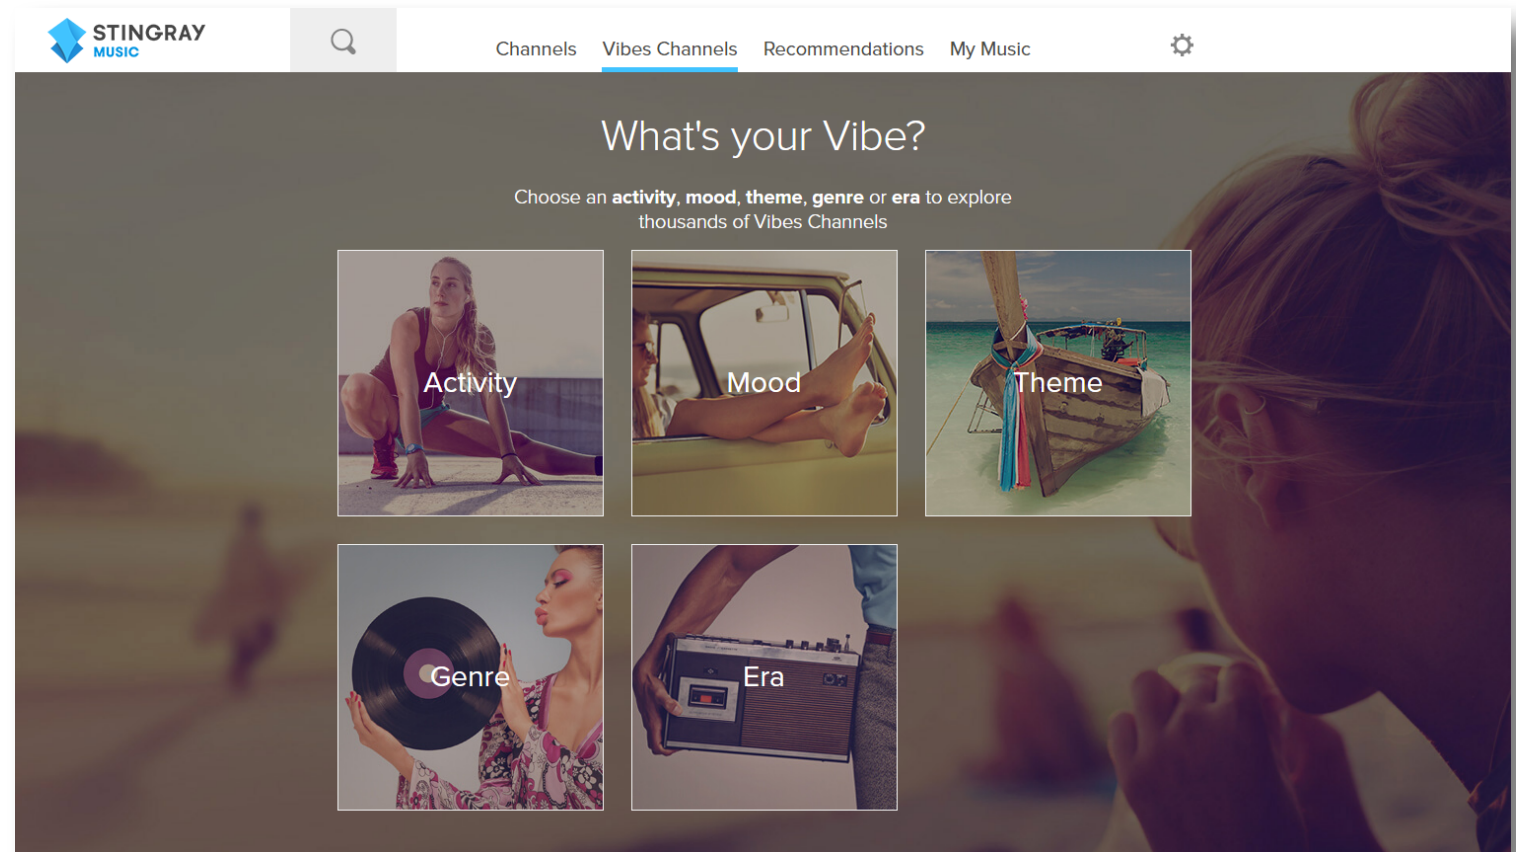 STINGRAY
MUSIC
Channels
Vibes Channels
Recommendations
My Music
What's your Vibe?
Choose an activity, mood, theme, genre or era to explore
thousands of Vibes Channels
Activity
Mood
Theme
Genre
Era